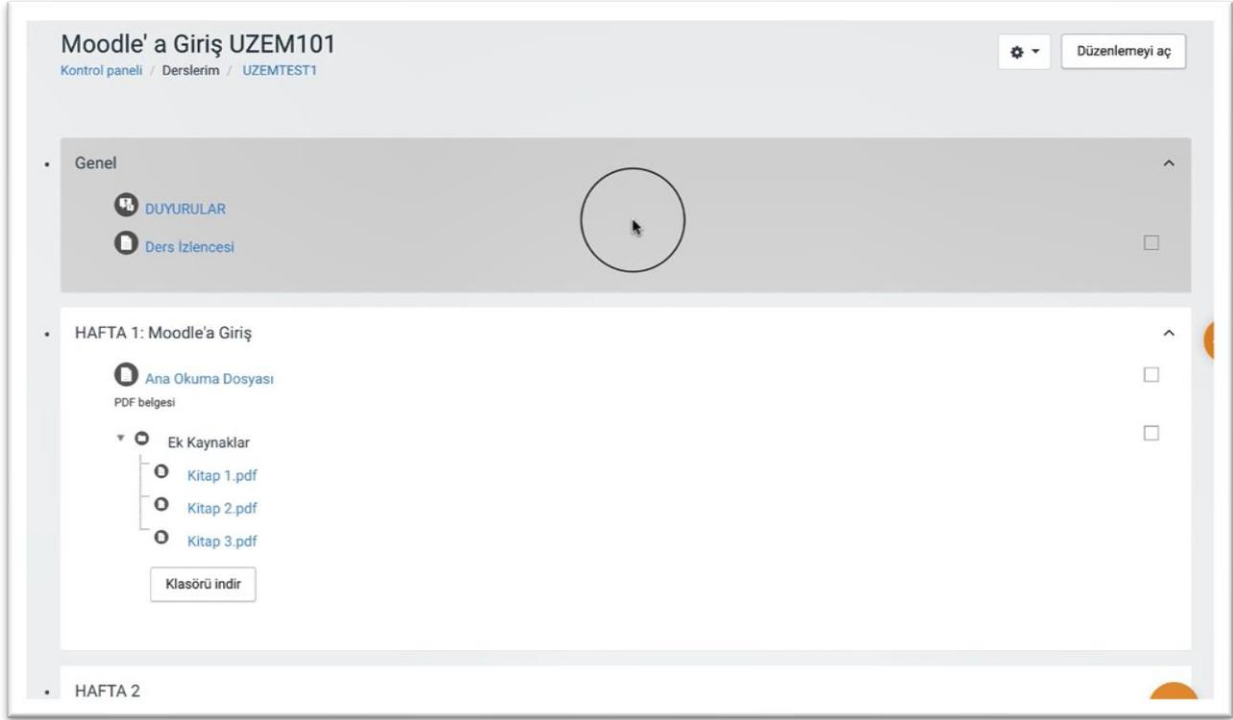 Moodle' a Giriş UZEM101
Düzenlemeyi aç
Kontrol paneli / Derslerim / UZEMTEST1
Genel
DUYURULAR
Ders İzlencesi
HAFTA 1: Moodle'a Giriş
Ana Okuma Dosyası
PDF belgesi
Ek Kaynaklar
Kitap 1.pdf
Kitap 2.pdf
Kitap 3.pdf
Klasörü indir
HAFTA 2